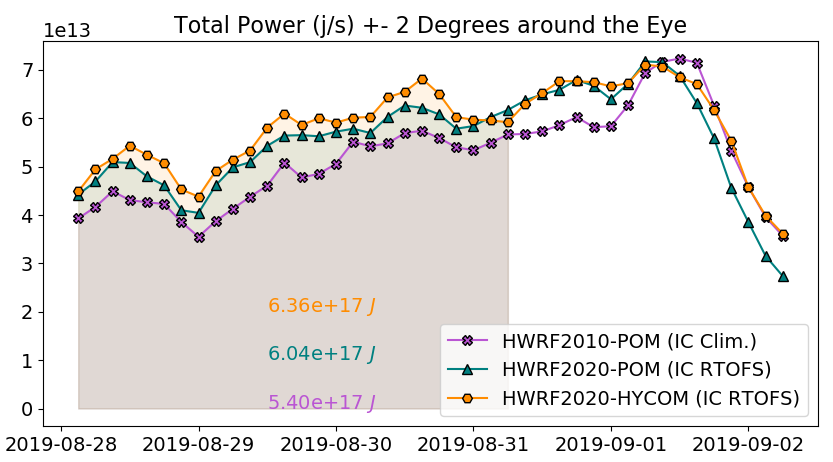 Total Power (j/s) +- 2 Degrees around the Eye
1e13
7
6
5
4
3
2
1
0
6.36e+17 J
6.04e+17 J
5.40e+17 J
HWRF2010-POM (IC Clim.)
HWRF2020-POM (IC RTOFS)
HWRF2020-HYCOM (IC RTOFS)
2019-08-28 2019-08-29 2019-08-30 2019-08-31 2019-09-01 2019-09-02